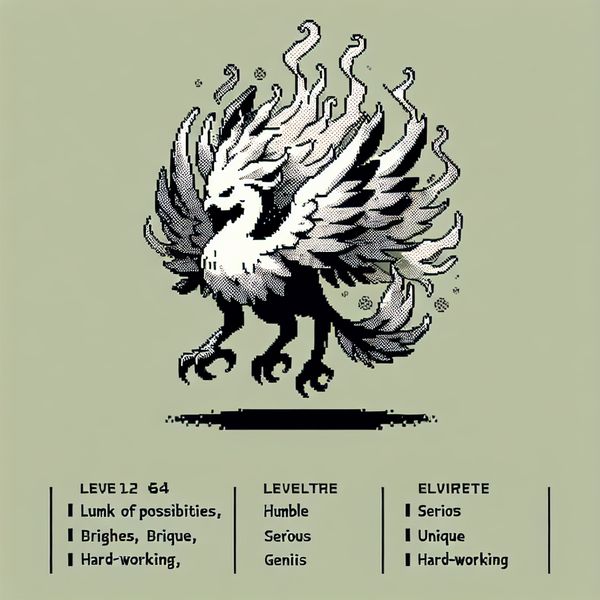 LEVE12 64
Lumk of possibities,
Brighes, Brique,
Hard-working,
LEVELTRE
Humble
Serous
Geniis
ELVIRETE
Serios
Unique
Hard-working